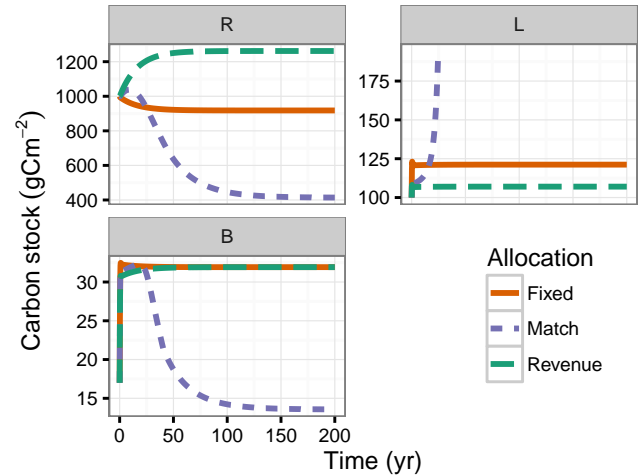 R
L
1200
1000
800
600
400
175
150
125
100
Carbon stock (gCm−2)
B
30
25
20
15
0
50
100
150
200
Time (yr)
Allocation
Fixed
Match
Revenue